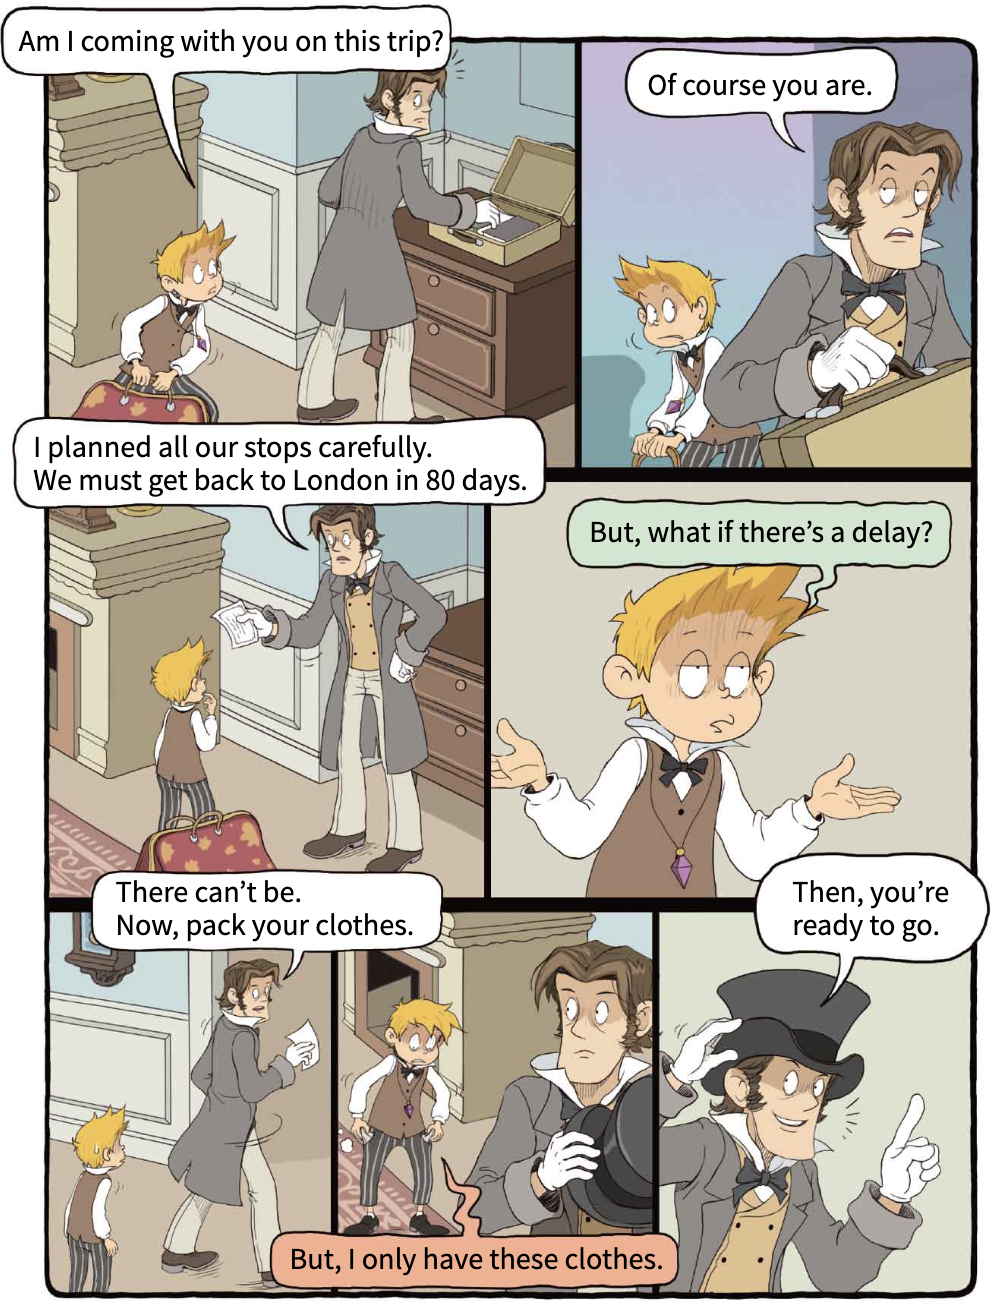 Am I coming with you on this trip?
Of course you are.
I planned all our stops carefully.
We must get back to London in 80 days.
But, what if there's a delay?
There can't be.
Now, pack your clothes.
But, I only have these clothes.
Then, you're
ready to go.